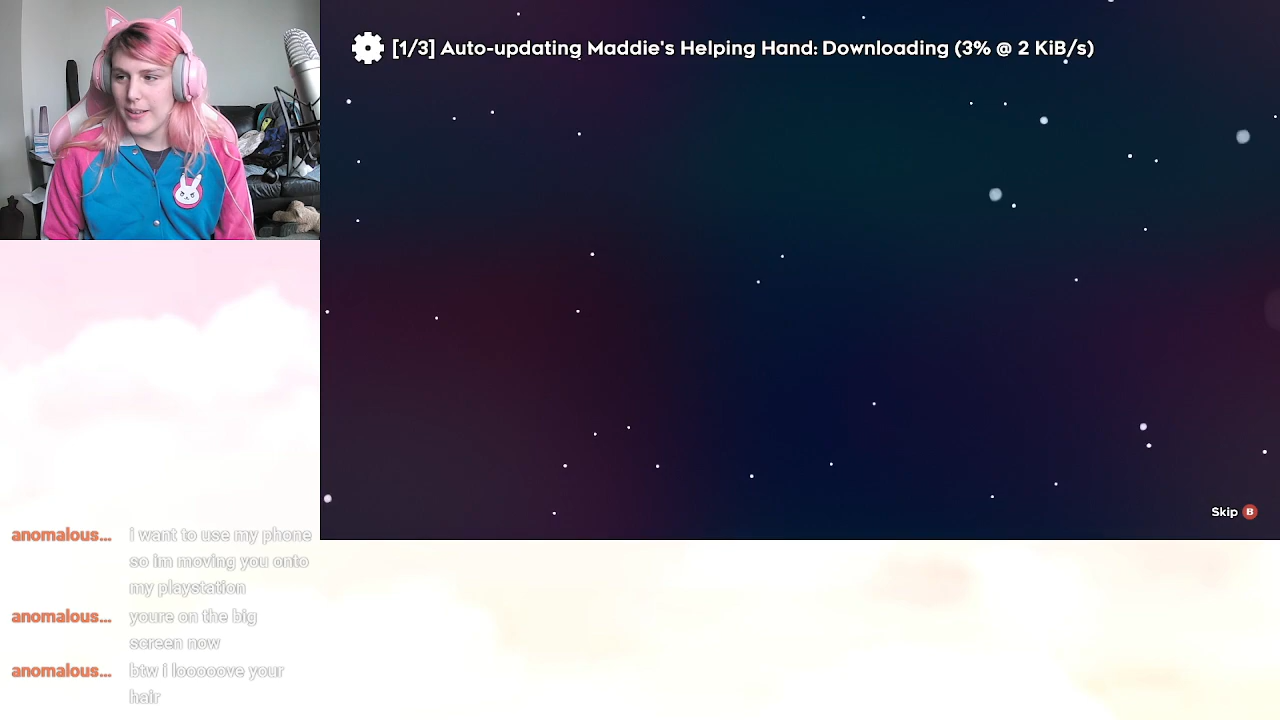 [1/3] Auto-updating Maddie's Helping Hand: Downloading (3% @ 2 KiB/s)
Skip B
anomalous... i want to use my phone
so im moving you onto
my playstation
anomalous... youre on the big
screen now
anomalous... btw i looooove your
hair